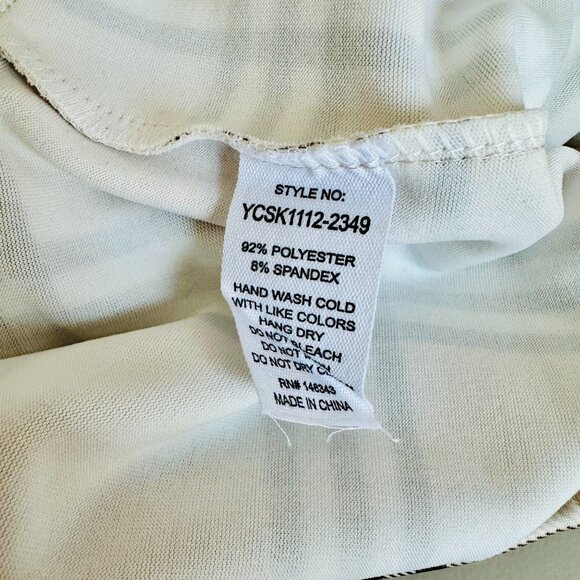 STYLE NO:
YCSK1112-2349
92% POLYESTER
8% SPANDEX
HAND WASH COLD
WITH LIKE COLORS
HANG DRY
DO NOT BLEACH
DO NOT
DO NOT DRY
RN# 146343
MADE IN CHINA